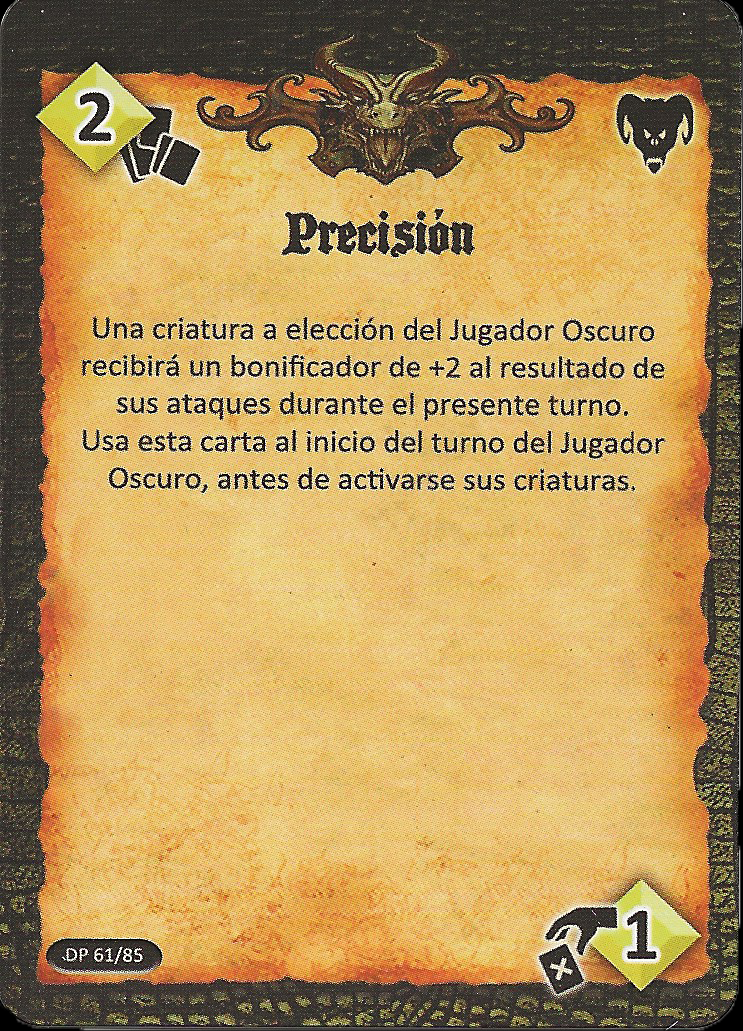 2
Precisión
Una criatura a elección del Jugador Oscuro
recibirá un bonificador de +2 al resultado de
sus ataques durante el presente turno.
Usa esta carta al inicio del turno del Jugador
Oscuro, antes de activarse sus criaturas.
DP 61/85
1